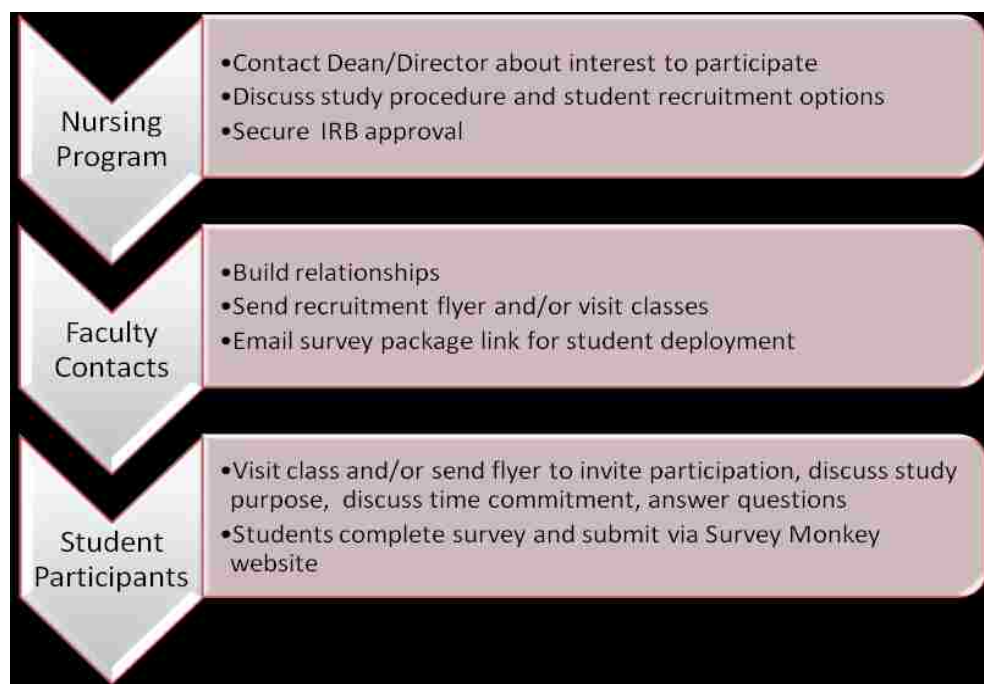 Nursing
Program
•Contact Dean/Director about interest to participate
•Discuss study procedure and student recruitment options
•Secure IRB approval
Faculty
Contacts
•Build relationships
•Send recruitment flyer and/or visit classes
•Email survey package link for student deployment
Student
Participants
•Visit class and/or send flyer to invite participation, discuss study
purpose, discuss time commitment, answer questions
•Students complete survey and submit via Survey Monkey
website